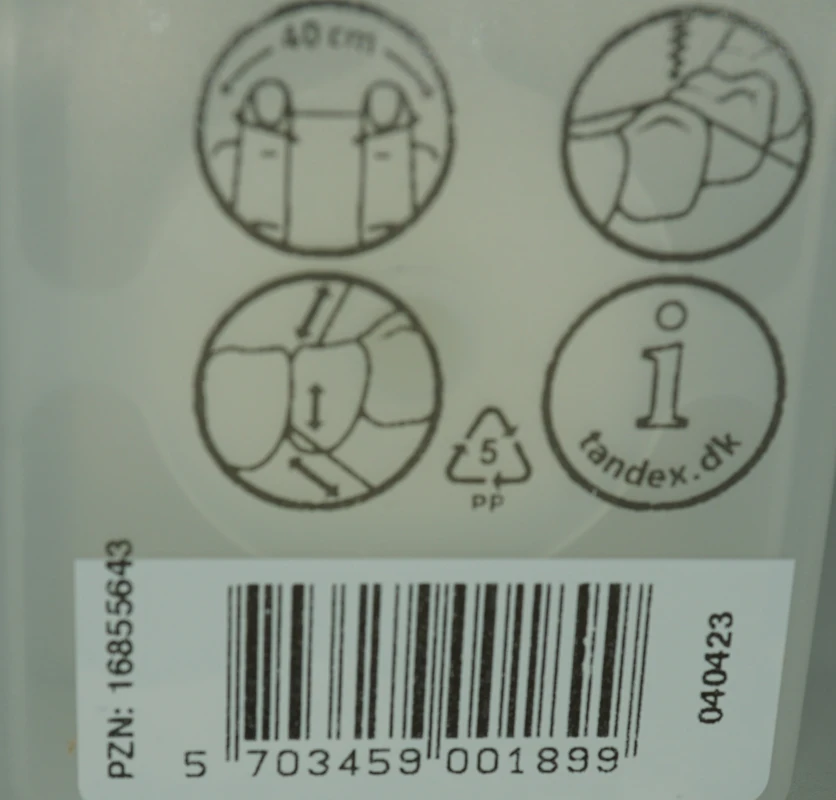 40 cm
i
tandex.dk
5
PP
PZN: 16855643
040423
5 703459 001899